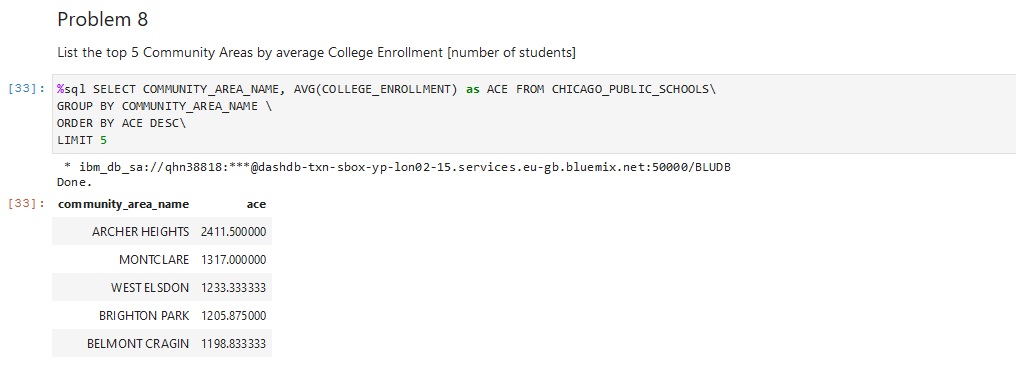 Problem 8
List the top 5 Community Areas by average College Enrollment [number of students]
[33]: %sql SELECT COMMUNITY_AREA_NAME, AVG(COLLEGE_ENROLLMENT) as ACE FROM CHICAGO_PUBLIC_SCHOOLS\
GROUP BY COMMUNITY_AREA_NAME \
ORDER BY ACE DESC\
LIMIT 5
* ibm_db_sa://qhn38818:***@dashdb-txn-sbox-yp-lon02-15.services.eu-gb.bluemix.net:50000/BLUDB
Done.
[33]: community_area_name ace
ARCHER HEIGHTS 2411.500000
MONTCLARE 1317.000000
WEST ELSDON 1233.333333
BRIGHTON PARK 1205.875000
BELMONT CRAGIN 1198.833333